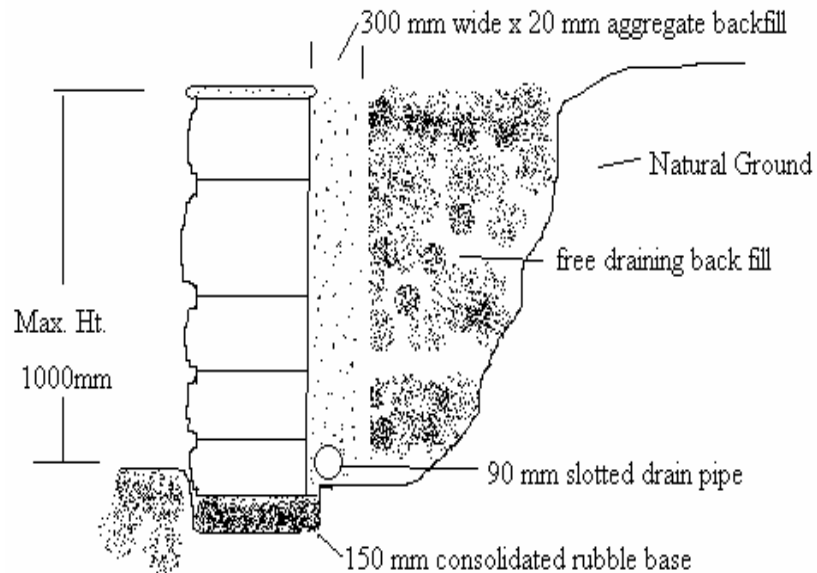 300 mm wide x 20 mm aggregate backfill
Natural Ground
free draining back fill
Max. Ht.
1000mm
90 mm slotted drain pipe
150 mm consolidated rubble base